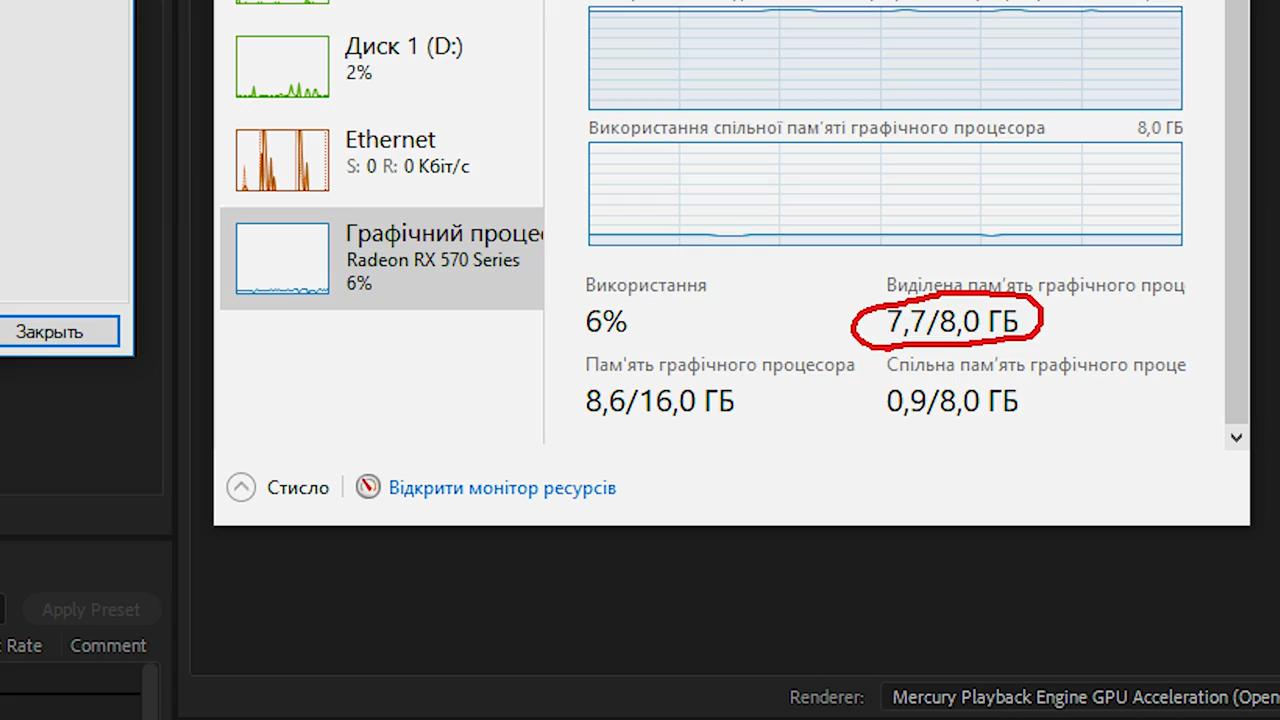 Диск 1 (D:)
2%
Ethernet
S: 0 R: 0 Кбіт/с
Графічний проце
Radeon RX 570 Series
6%
Використання спільної пам'яті графічного процесора 8,0 ГБ
Використання
6%
Виділена пам'ять графічного проц
7,7/8,0 ГБ
Пам'ять графічного процесора
8,6/16,0 ГБ
Спільна пам'ять графічного проце
0,9/8,0 ГБ
Стисло
Відкрити монітор ресурсів
Закрыть
Apply Preset
Rate
Comment
Renderer: Mercury Playback Engine GPU Acceleration (Open